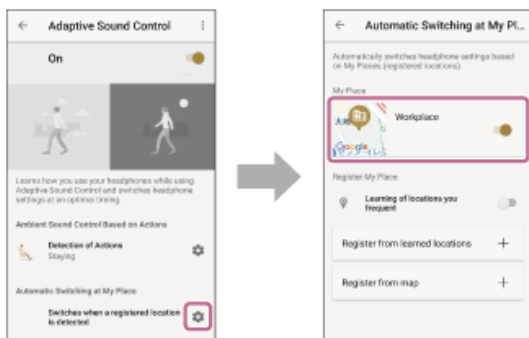 Adaptive Sound Control
On
Learns how you use your headphones while using
Adaptive Sound Control and switches headphone
settings at an optimal timing.
Ambient Sound Control Based on Actions
Detection of Actions
Staying
Automatic Switching at My Place
Switches when a registered location
is detected
Automatic Switching at My Pl...
Automatically switches headphone settings based
on My Places (registered locations).
My Place
Workplace
Google
Register My Place
Learning of locations you
frequent
Register from learned locations
Register from map